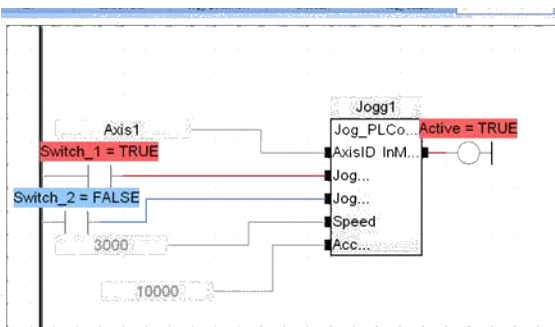 Jogg1
Axis1
Jog_PLCo...
Active = TRUE
Switch_1 = TRUE
AxisID InM...
Jog...
Switch_2 = FALSE
Jog...
Speed
3000
Acc...
10000